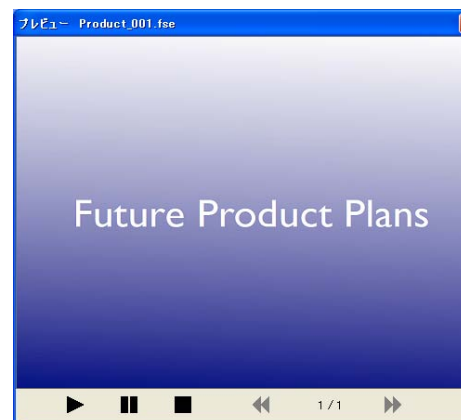 プレビュー Product_001.fse
Future Product Plans
1 / 1